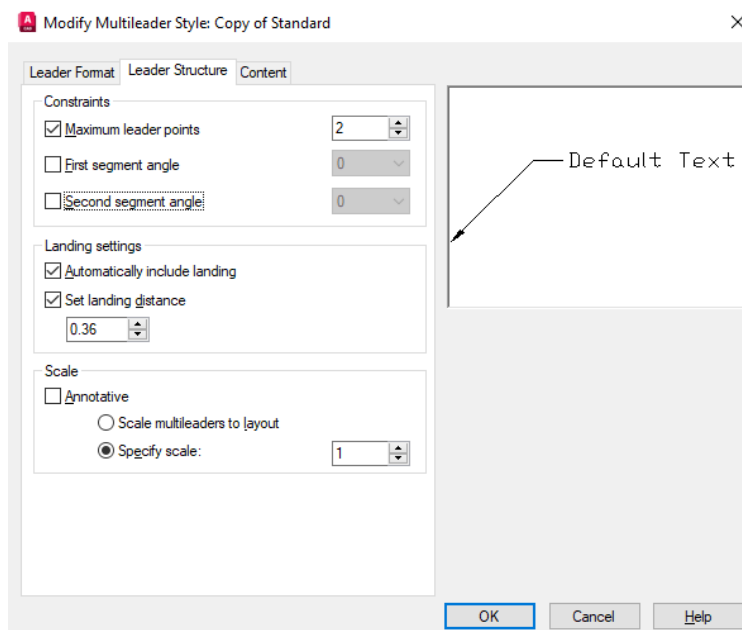 Modify Multileader Style: Copy of Standard
Leader Format Leader Structure Content
Constraints
Maximum leader points 2
First segment angle 0
Second segment angle 0
Landing settings
Automatically include landing
Set landing distance
0.36
Scale
Annotative
Scale multileaders to layout
Specify scale: 1
Default Text
OK Cancel Help